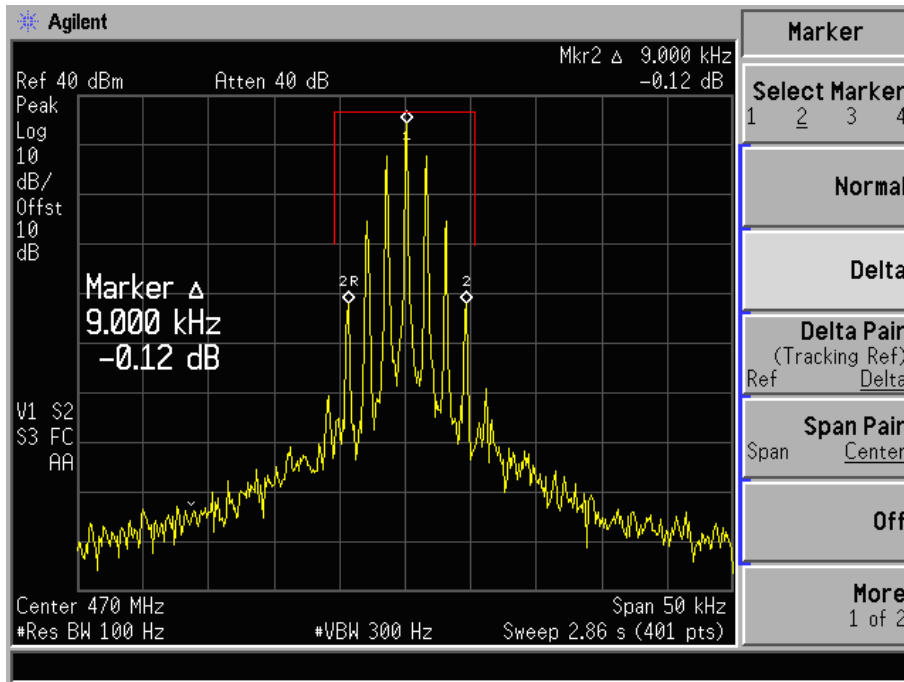 Agilent
Marker
Mkr2 Δ 9.000 kHz
Ref 40 dBm Atten 40 dB -0.12 dB
Peak
Log
10
dB/
Offst
10
dB
1
2R
2
Marker Δ
9.000 kHz
-0.12 dB
V1 S2
S3 FC
AA
Center 470 MHz Span 50 kHz
#Res BW 100 Hz #VBW 300 Hz Sweep 2.86 s (401 pts)
Select Marker
1 2 3 4
Normal
Delta
Delta Pair
(Tracking Ref)
Ref Delta
Span Pair
Span Center
Off
More
1 of 2